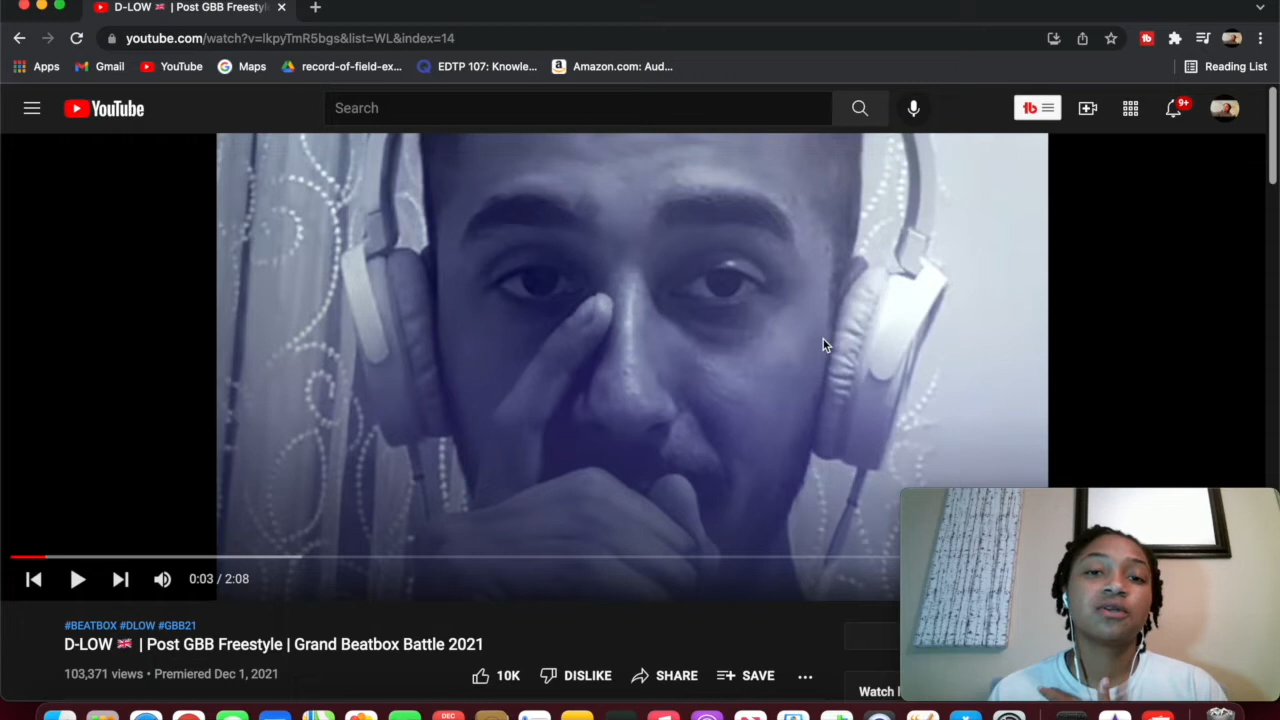 D-LOW 🇬🇧 | Post GBB Freestyl
youtube.com/watch?v=lkpyTmR5bgs&list=WL&index=14
Apps Gmail YouTube Maps record-of-field-ex... EDTP 107: Knowle... Amazon.com: Aud... Reading List
YouTube Search tb 9+
0:03 / 2:08
#BEATBOX #DLOW #GBB21
D-LOW 🇬🇧 | Post GBB Freestyle | Grand Beatbox Battle 2021
103,371 views • Premiered Dec 1, 2021 10K DISLIKE SHARE SAVE ...
Watch
DEC